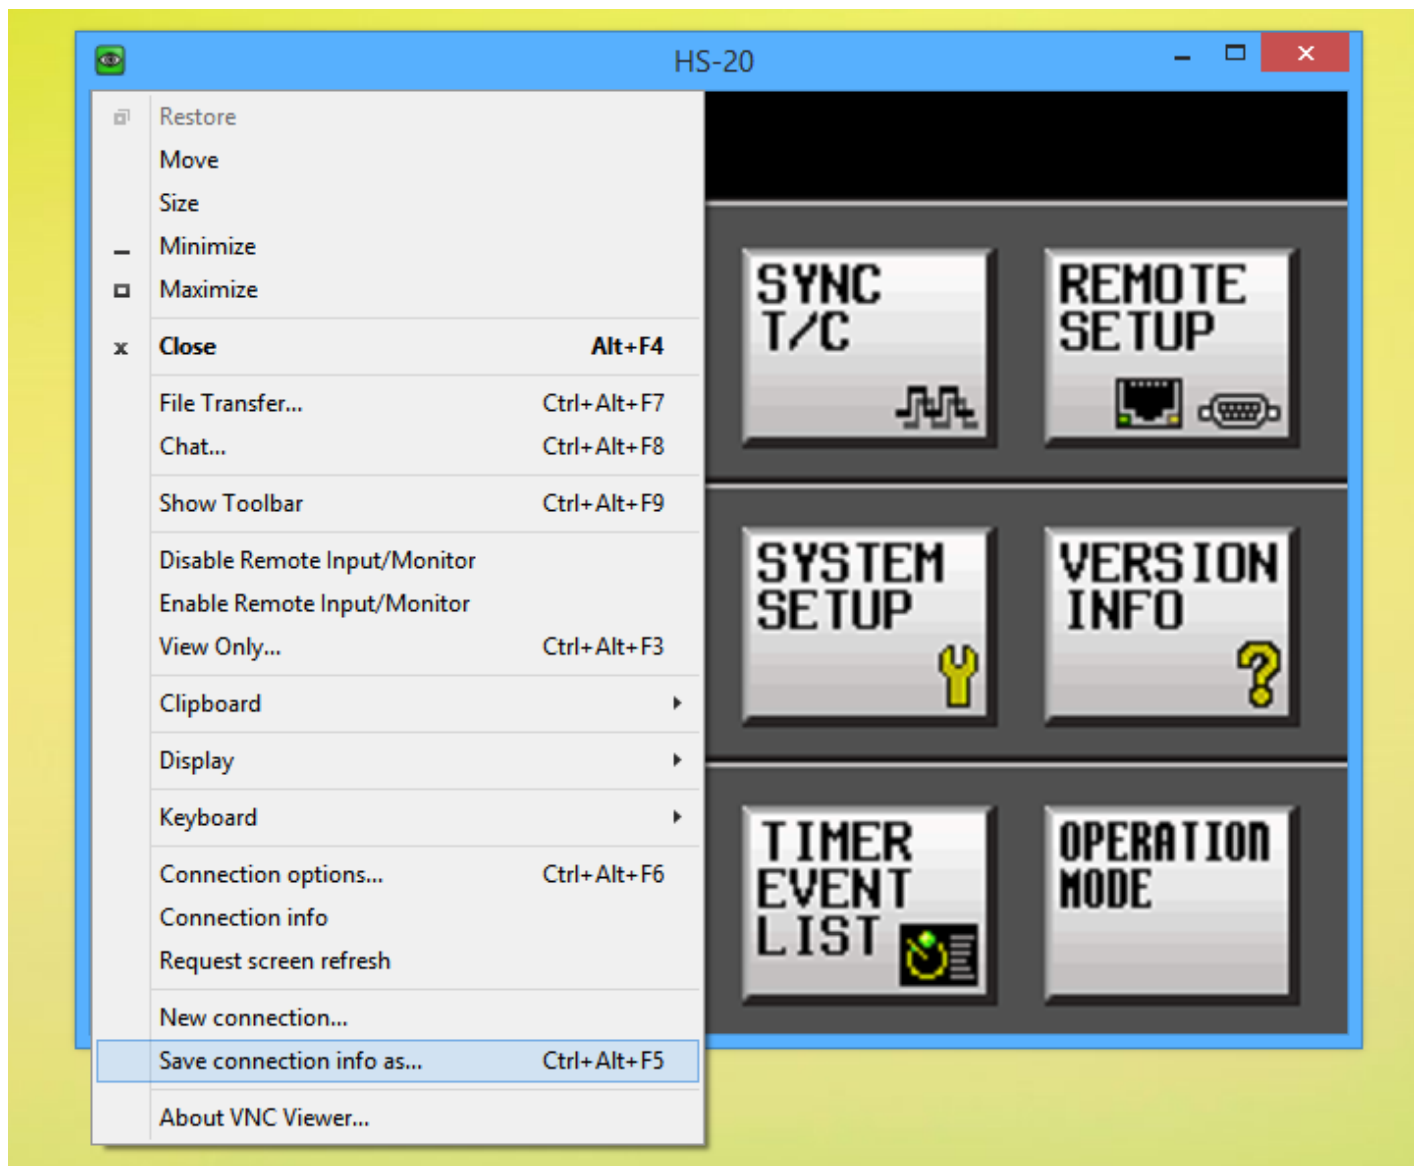 HS-20
Restore
Move
Size
Minimize
Maximize
Close Alt+F4
File Transfer... Ctrl+Alt+F7
Chat... Ctrl+Alt+F8
Show Toolbar Ctrl+Alt+F9
Disable Remote Input/Monitor
Enable Remote Input/Monitor
View Only... Ctrl+Alt+F3
Clipboard
Display
Keyboard
Connection options... Ctrl+Alt+F6
Connection info
Request screen refresh
New connection...
Save connection info as... Ctrl+Alt+F5
About VNC Viewer...
SYNC
T/C
REMOTE
SETUP
SYSTEM
SETUP
VERSION
INFO
TIMER
EVENT
LIST
OPERATION
MODE